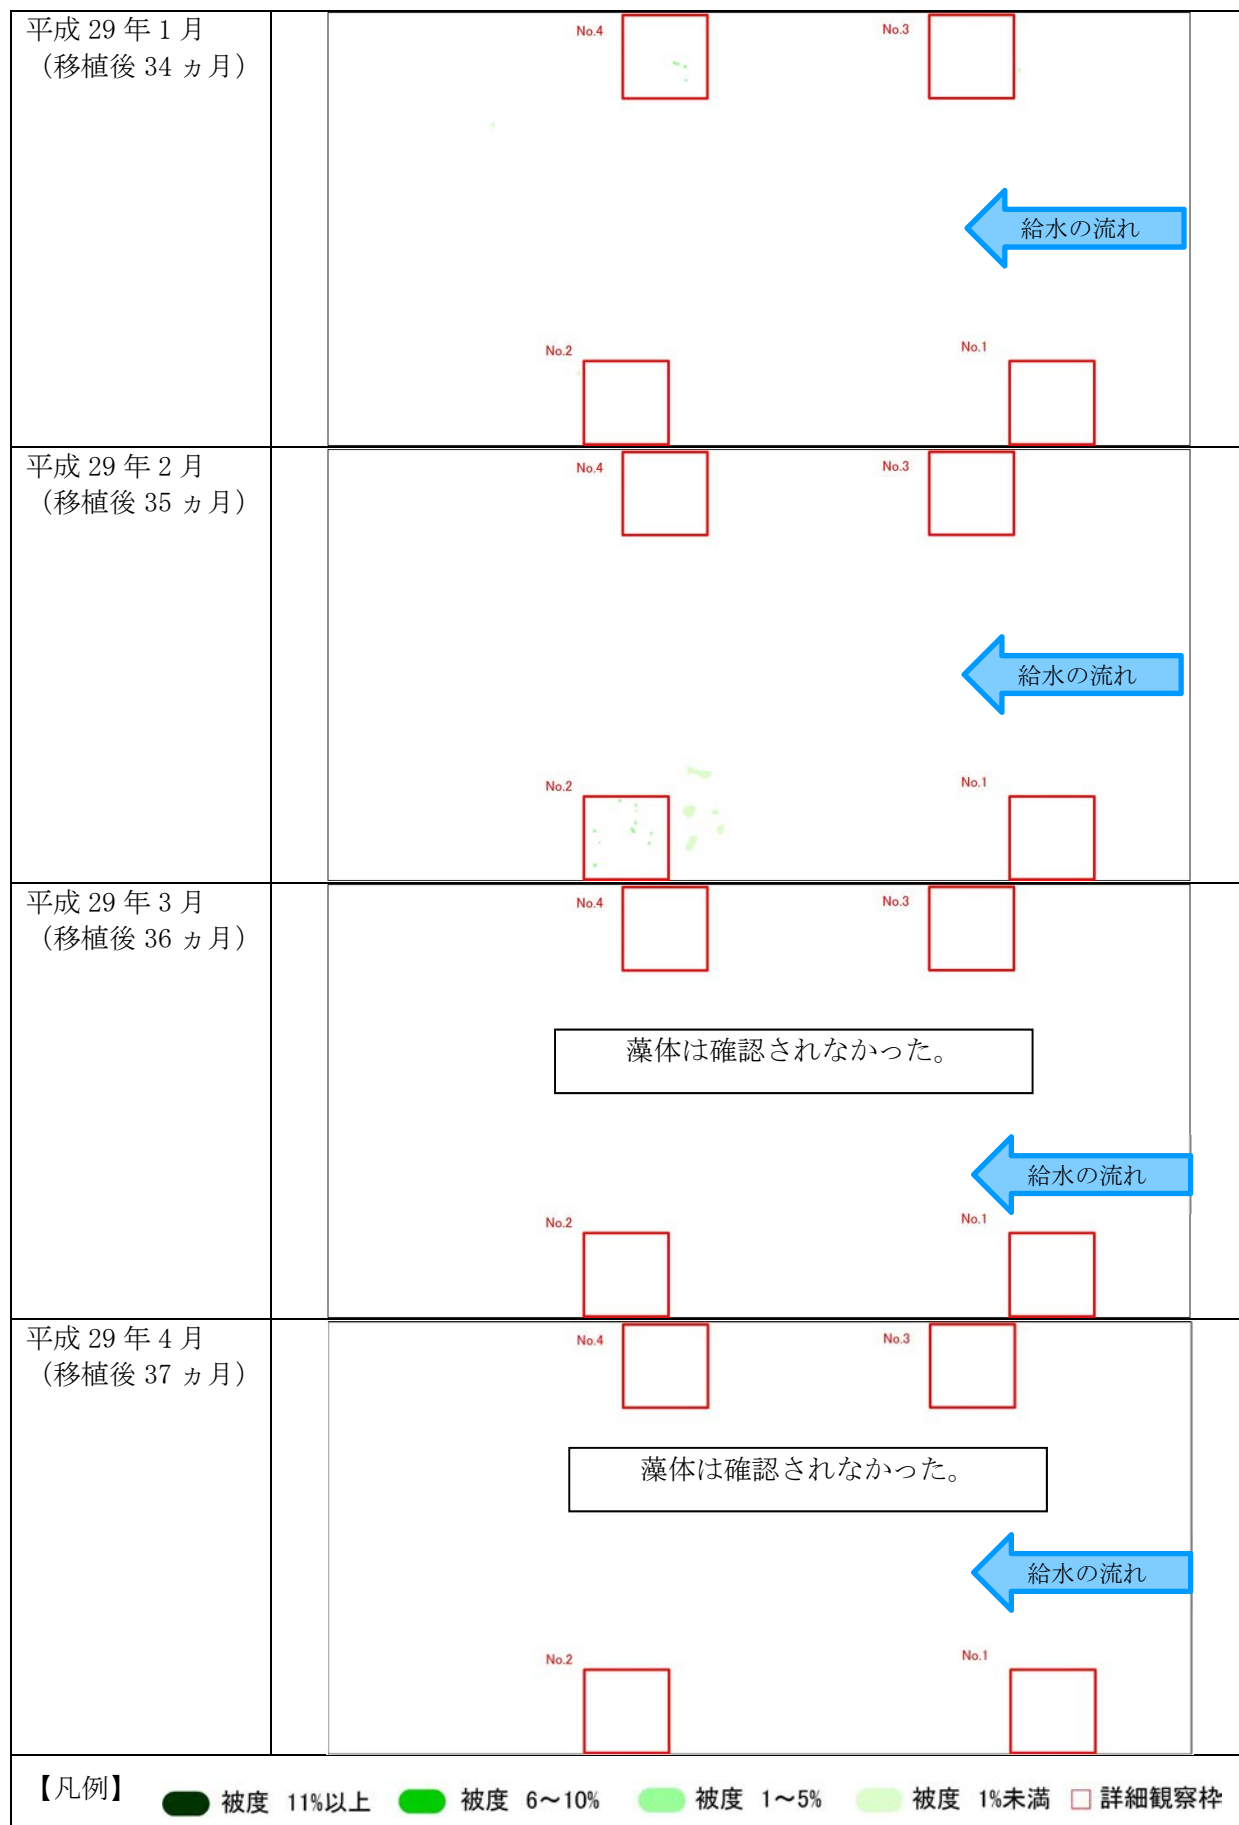 平成 29 年 1 月
（移植後 34 ヵ月）
No.4
No.3
給水の流れ
No.2
No.1
平成 29 年 2 月
（移植後 35 ヵ月）
No.4
No.3
給水の流れ
No.2
No.1
平成 29 年 3 月
（移植後 36 ヵ月）
No.4
No.3
藻体は確認されなかった。
給水の流れ
No.2
No.1
平成 29 年 4 月
（移植後 37 ヵ月）
No.4
No.3
藻体は確認されなかった。
給水の流れ
No.2
No.1
【凡例】 被度 11%以上 被度 6～10% 被度 1～5% 被度 1%未満 詳細観察枠